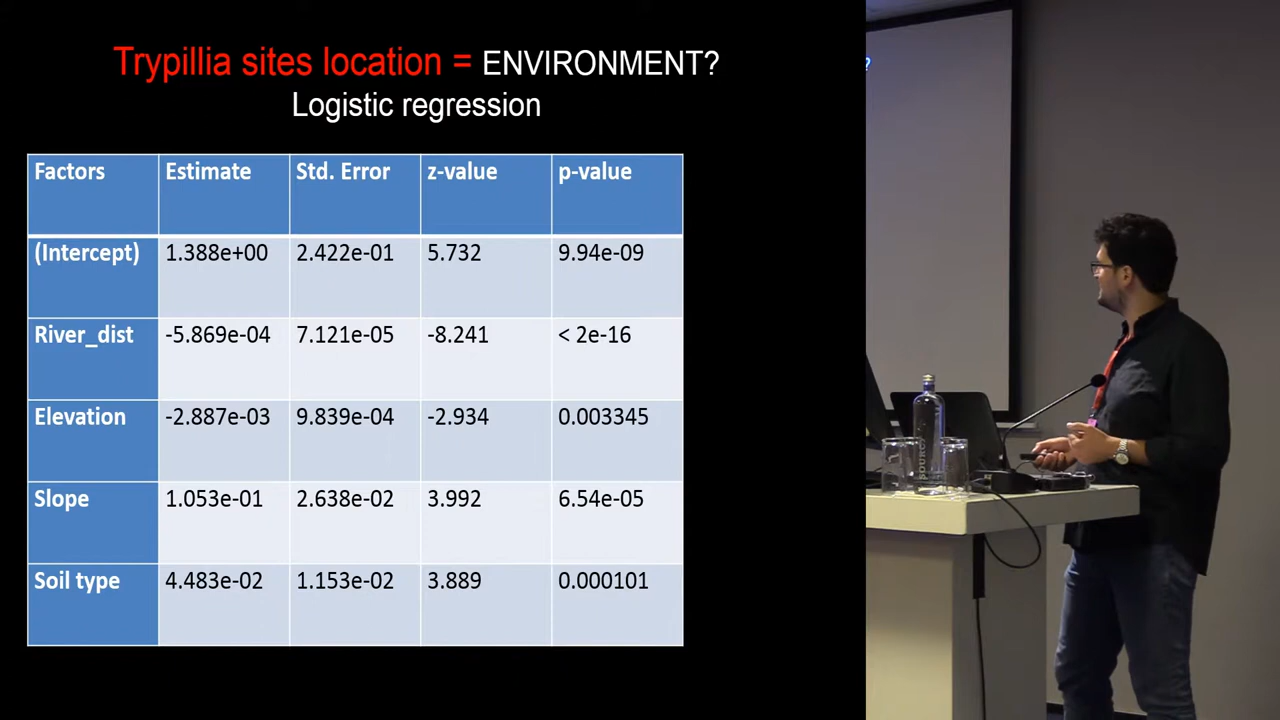 Trypillia sites location = ENVIRONMENT?
Logistic regression
Factors Estimate Std. Error z-value p-value
(Intercept) 1.388e+00 2.422e-01 5.732 9.94e-09
River_dist -5.869e-04 7.121e-05 -8.241 < 2e-16
Elevation -2.887e-03 9.839e-04 -2.934 0.003345
Slope 1.053e-01 2.638e-02 3.992 6.54e-05
Soil type 4.483e-02 1.153e-02 3.889 0.000101
?